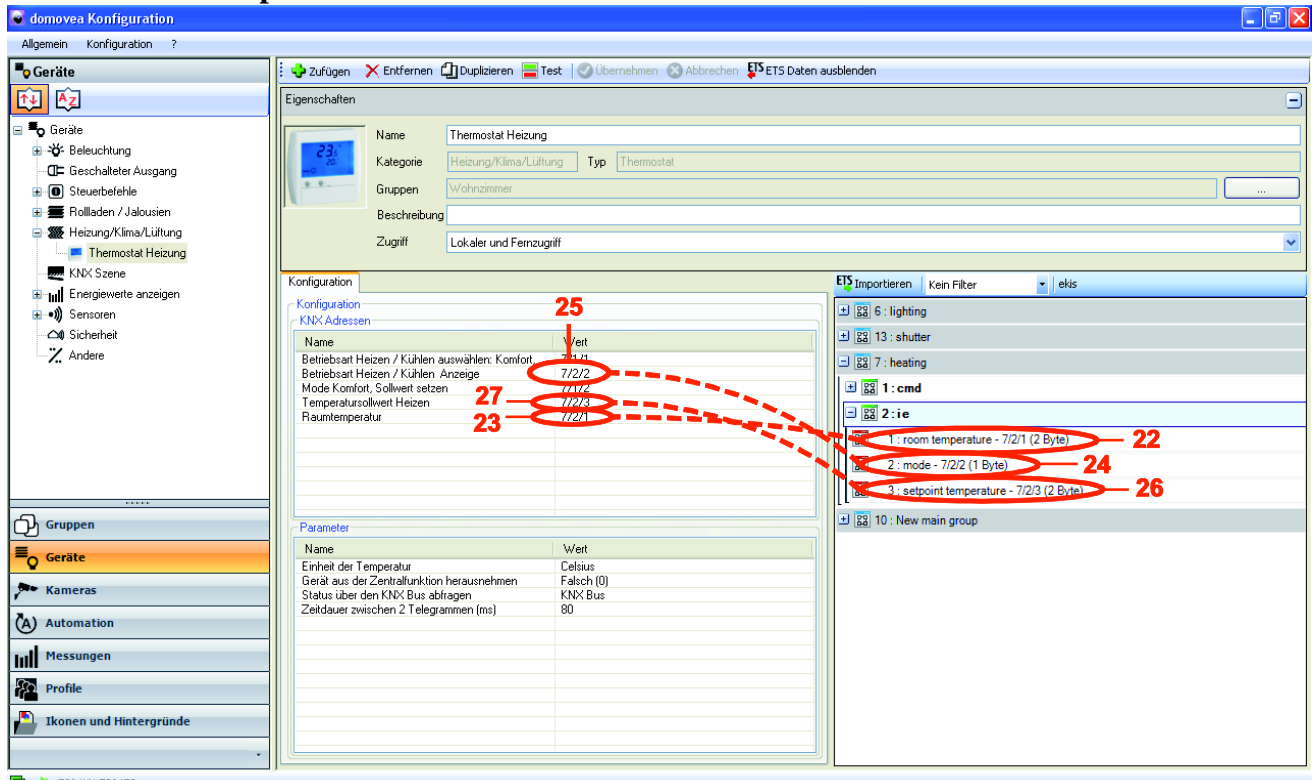 domovea Konfiguration
Allgemein Konfiguration ?
Geräte
Zufügen Entfernen Duplizieren Test Übernehmen Abbrechen ETS ETS Daten ausblenden
A Z
Eigenschaften
Geräte
Beleuchtung
Geschalteter Ausgang
Steuerbefehle
Rollladen / Jalousien
Heizung/Klima/Lüftung
Thermostat Heizung
KNX Szene
Energiewerte anzeigen
Sensoren
Sicherheit
Andere
Name Thermostat Heizung
Kategorie Heizung/Klima/Lüftung Typ Thermostat
Gruppen Wohnzimmer ...
Beschreibung
Zugriff Lokaler und Fernzugriff
Konfiguration
Konfiguration
KNX Adressen
25
Name Wert
Betriebsart Heizen / Kühlen auswählen: Komfort, 7/1/1
Betriebsart Heizen / Kühlen Anzeige 7/2/2
Mode Komfort, Sollwert setzen 7/1/2
Temperatursollwert Heizen 27 7/2/3
Raumtemperatur 23 7/2/1
Parameter
Name Wert
Einheit der Temperatur Celsius
Gerät aus der Zentralfunktion herausnehmen Falsch (0)
Status über den KNX Bus abfragen KNX Bus
Zeitdauer zwischen 2 Telegrammen (ms) 80
ETS Importieren Kein Filter ekis
6 : lighting
13 : shutter
7 : heating
1 : cmd
2 : ie
1 : room temperature - 7/2/1 (2 Byte) 22
2 : mode - 7/2/2 (1 Byte) 24
3 : setpoint temperature - 7/2/3 (2 Byte) 26
10 : New main group
Gruppen
Geräte
Kameras
Automation
Messungen
Profile
Ikonen und Hintergründe